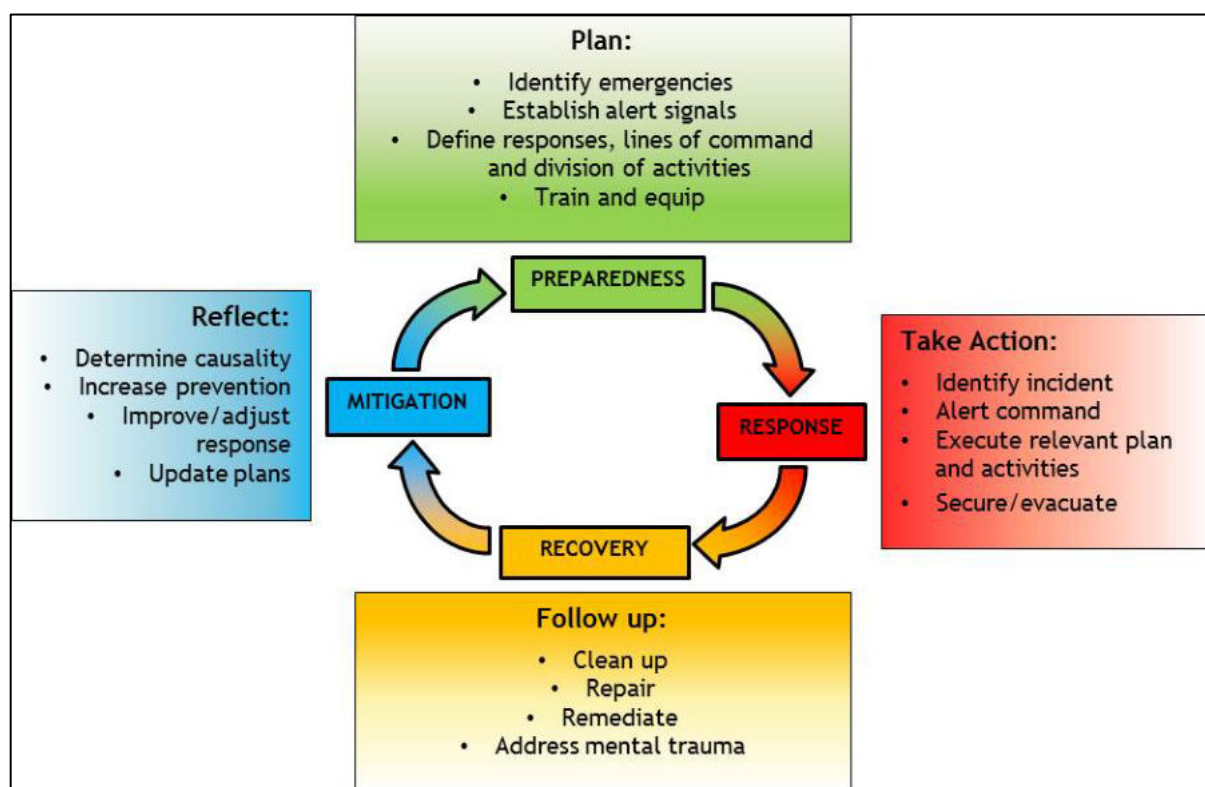 Plan:
• Identify emergencies
• Establish alert signals
• Define responses, lines of command
and division of activities
• Train and equip
PREPAREDNESS
Reflect:
• Determine causality
• Increase prevention
• Improve/adjust
response
• Update plans
MITIGATION
RESPONSE
Take Action:
• Identify incident
• Alert command
• Execute relevant plan
and activities
• Secure/evacuate
RECOVERY
Follow up:
• Clean up
• Repair
• Remediate
• Address mental trauma